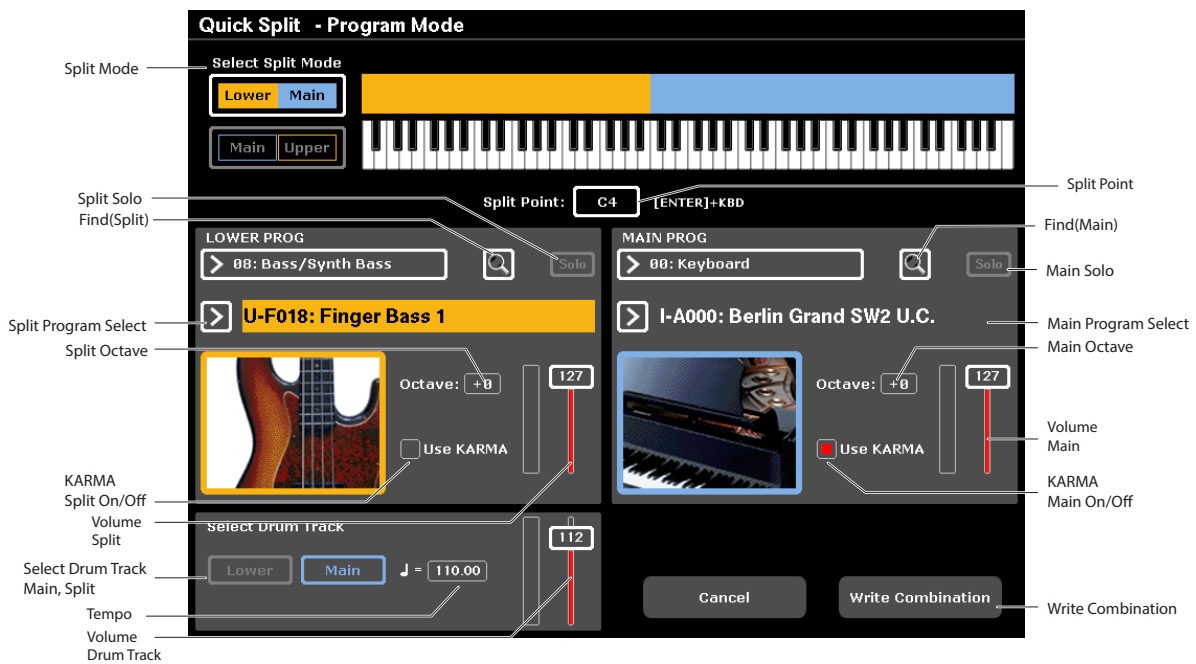 Quick Split - Program Mode
Split Mode
Select Split Mode
Lower Main
Main Upper
Split Point: C4 [ENTER]+KBD
Split Point
Split Solo
Find(Split)
Find(Main)
LOWER PROG
08: Bass/Synth Bass
Solo
MAIN PROG
00: Keyboard
Solo
Main Solo
Split Program Select
U-F018: Finger Bass 1
I-A000: Berlin Grand SW2 U.C.
Main Program Select
Split Octave
Main Octave
Octave: +0
127
Octave: +0
127
Use KARMA
Use KARMA
Volume
Main
KARMA
Split On/Off
KARMA
Main On/Off
Volume
Split
Select Drum Track
112
Select Drum Track
Main, Split
Lower
Main
♩ = 110.00
Cancel
Write Combination
Write Combination
Tempo
Volume
Drum Track